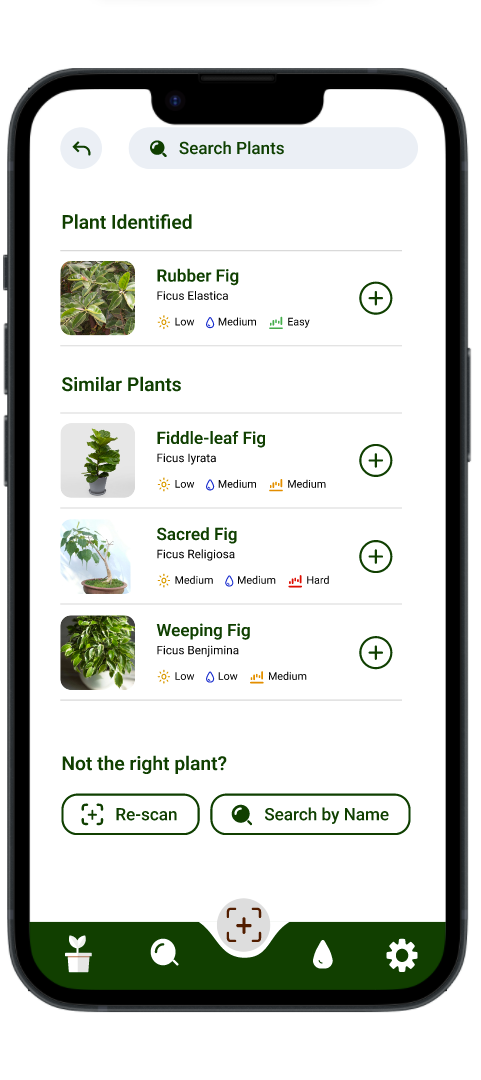 Search Plants
Plant Identified
Rubber Fig
Ficus Elastica
Low Medium Easy
Similar Plants
Fiddle-leaf Fig
Ficus lyrata
Low Medium Medium
Sacred Fig
Ficus Religiosa
Medium Medium Hard
Weeping Fig
Ficus Benjimina
Low Low Medium
Not the right plant?
Re-scan Search by Name